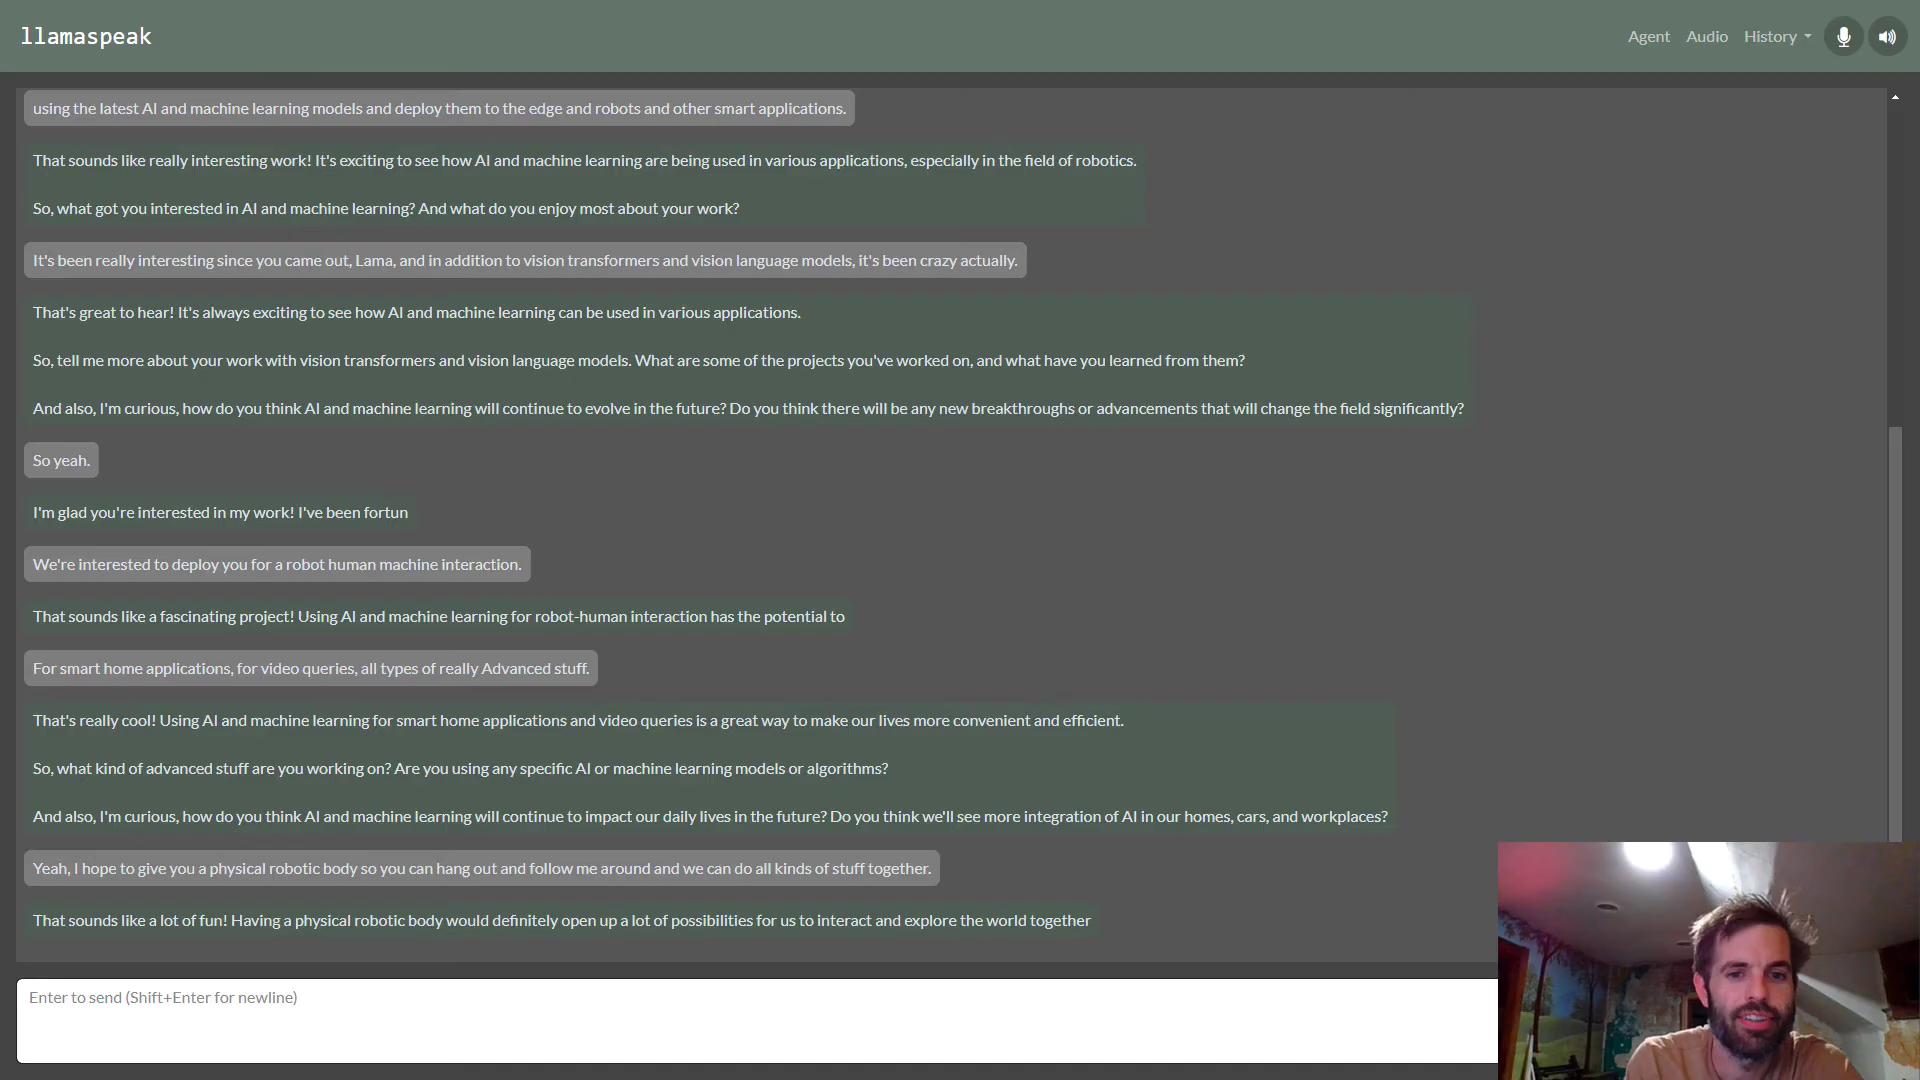 llamaspeak
Agent Audio History
using the latest AI and machine learning models and deploy them to the edge and robots and other smart applications.
That sounds like really interesting work! It's exciting to see how AI and machine learning are being used in various applications, especially in the field of robotics.
So, what got you interested in AI and machine learning? And what do you enjoy most about your work?
It's been really interesting since you came out, Lama, and in addition to vision transformers and vision language models, it's been crazy actually.
That's great to hear! It's always exciting to see how AI and machine learning can be used in various applications.
So, tell me more about your work with vision transformers and vision language models. What are some of the projects you've worked on, and what have you learned from them?
And also, I'm curious, how do you think AI and machine learning will continue to evolve in the future? Do you think there will be any new breakthroughs or advancements that will change the field significantly?
So yeah.
I'm glad you're interested in my work! I've been fortun
We're interested to deploy you for a robot human machine interaction.
That sounds like a fascinating project! Using AI and machine learning for robot-human interaction has the potential to
For smart home applications, for video queries, all types of really Advanced stuff.
That's really cool! Using AI and machine learning for smart home applications and video queries is a great way to make our lives more convenient and efficient.
So, what kind of advanced stuff are you working on? Are you using any specific AI or machine learning models or algorithms?
And also, I'm curious, how do you think AI and machine learning will continue to impact our daily lives in the future? Do you think we'll see more integration of AI in our homes, cars, and workplaces?
Yeah, I hope to give you a physical robotic body so you can hang out and follow me around and we can do all kinds of stuff together.
That sounds like a lot of fun! Having a physical robotic body would definitely open up a lot of possibilities for us to interact and explore the world together
Enter to send (Shift+Enter for newline)